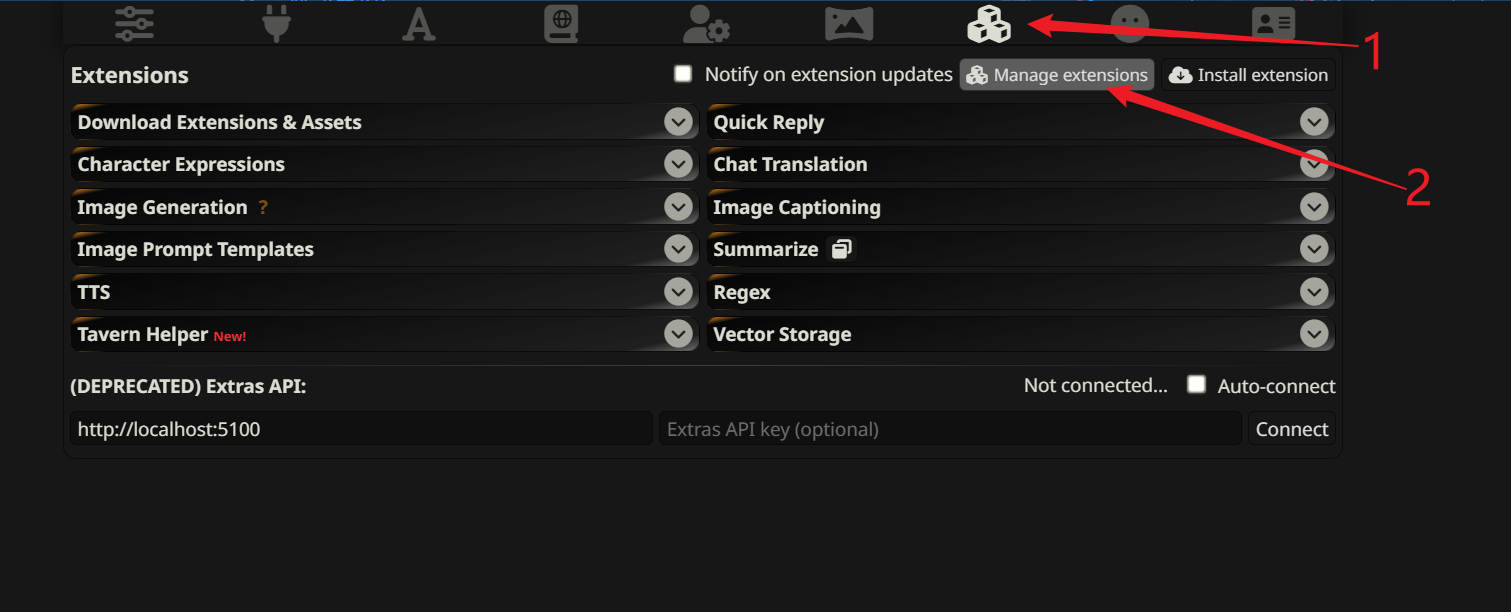 1
Extensions
Notify on extension updates
Manage extensions
Install extension
Download Extensions & Assets
Quick Reply
Character Expressions
Chat Translation
2
Image Generation ?
Image Captioning
Image Prompt Templates
Summarize
TTS
Regex
Tavern Helper New!
Vector Storage
(DEPRECATED) Extras API:
Not connected...
Auto-connect
http://localhost:5100
Extras API key (optional)
Connect